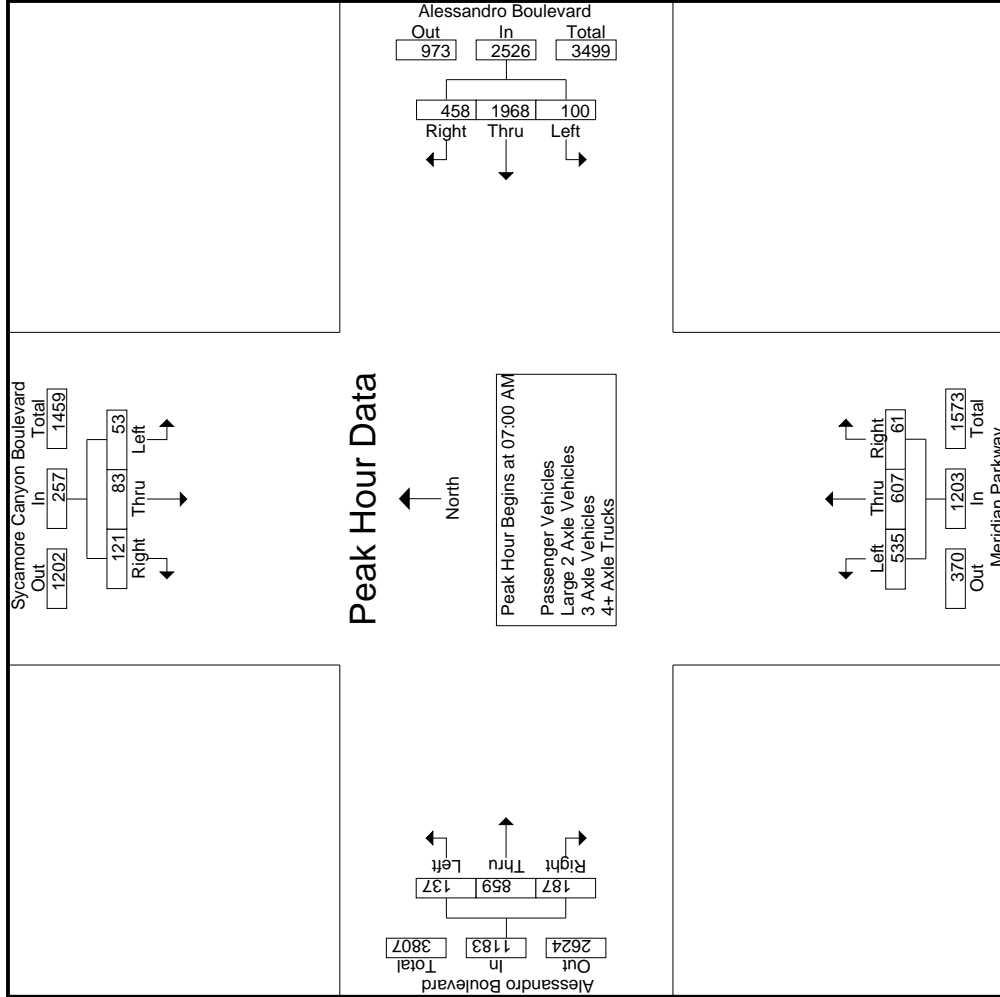 Alessandro Boulevard
Out In Total
973 2526 3499
458 1968 100
Right Thru Left
Sycamore Canyon Boulevard
Out In Total
1202 257 1459
121 83 53
Right Thru Left
Peak Hour Data
North
Peak Hour Begins at 07:00 AM
Passenger Vehicles
Large 2 Axle Vehicles
3 Axle Vehicles
4+ Axle Trucks
Left Thru Right
535 607 61
370 1203 1573
Out In Total
Meridian Parkway
Left Thru Right
137 859 187
3807 1183 2624
Total In Out
Alessandro Boulevard